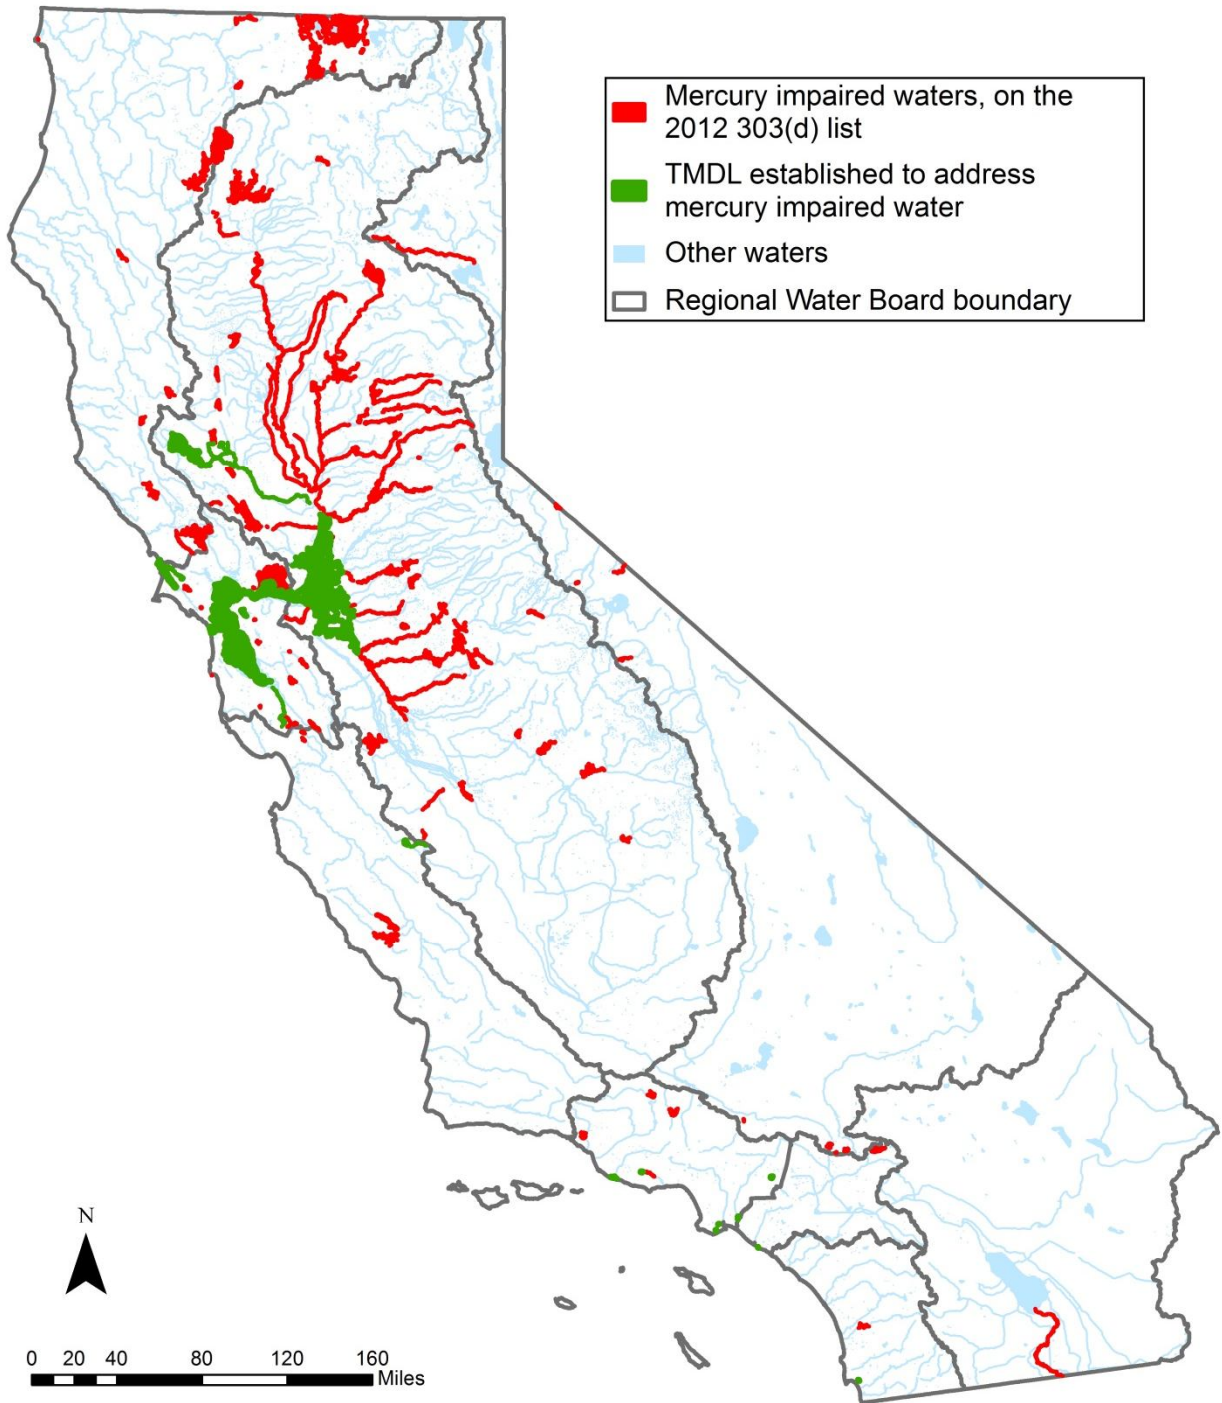 Mercury impaired waters, on the
2012 303(d) list
TMDL established to address
mercury impaired water
Other waters
Regional Water Board boundary
N
0 20 40 80 120 160
Miles